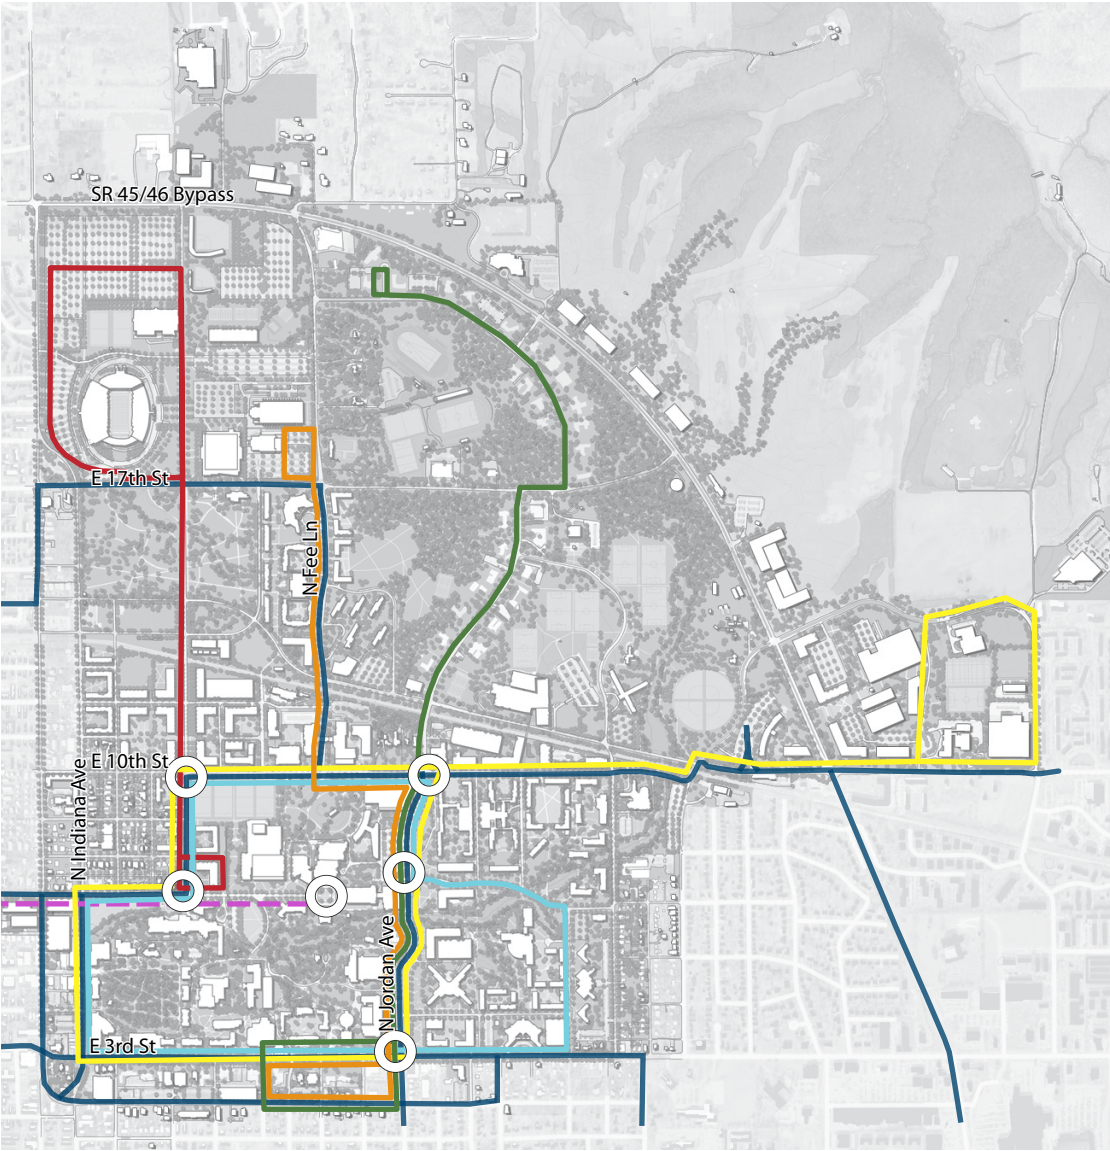 SR 45/46 Bypass
E 17th St
N Fee Ln
E 10th St
N Indiana Ave
N Jordan Ave
E 3rd St